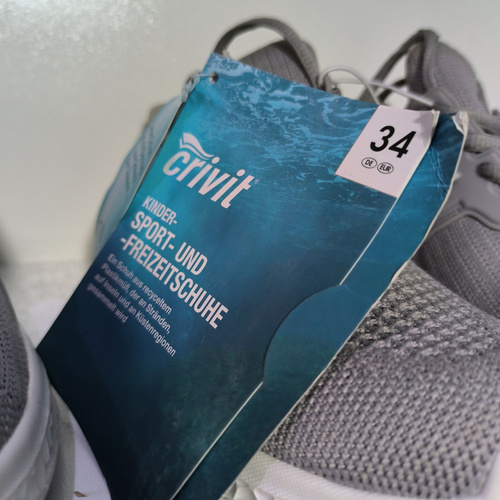 34
DE EUR
crivit
KINDER-
SPORT- UND
-FREIZEITSCHUHE
Ein Schuh aus recyceltem
Plastikmüll, der an Stränden,
auf Inseln und an Küstenregionen
gesammelt wird